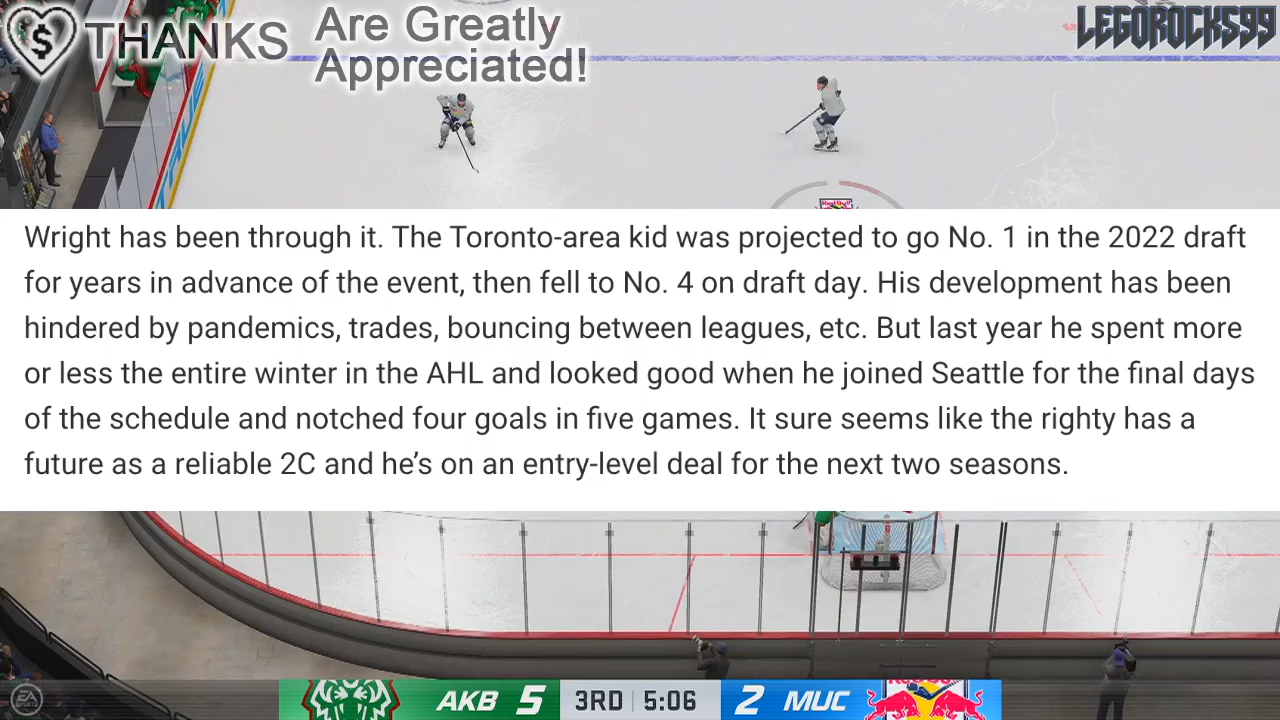 $ THANKS
Are Greatly
Appreciated!
LEGOROCKS99
Red Bull
Wright has been through it. The Toronto-area kid was projected to go No. 1 in the 2022 draft
for years in advance of the event, then fell to No. 4 on draft day. His development has been
hindered by pandemics, trades, bouncing between leagues, etc. But last year he spent more
or less the entire winter in the AHL and looked good when he joined Seattle for the final days
of the schedule and notched four goals in five games. It sure seems like the righty has a
future as a reliable 2C and he’s on an entry-level deal for the next two seasons.
EA
SPORTS
AKB 5 3RD 5:06 2 MUC
Red Bull